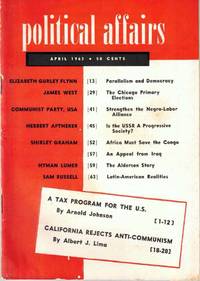 political affairs
APRIL 1963 • 50 CENTS
ELIZABETH GURLEY FLYNN [13] Parallelism and Democracy
JAMES WEST [29] The Chicago Primary
Elections
COMMUNIST PARTY, USA [41] Strengthen the Negro-Labor
Alliance
HERBERT APTHEKER [45] Is the USSR A Progressive
Society?
SHIRLEY GRAHAM [52] Africa Must Save the Congo
[57] An Appeal from Iraq
HYMAN LUMER [59] The Alderson Story
SAM RUSSELL [63] Latin-American Realities
A TAX PROGRAM FOR THE U.S.
By Arnold Johnson [1-12]
CALIFORNIA REJECTS ANTI-COMMUNISM
By Albert J. Lima [18-28]